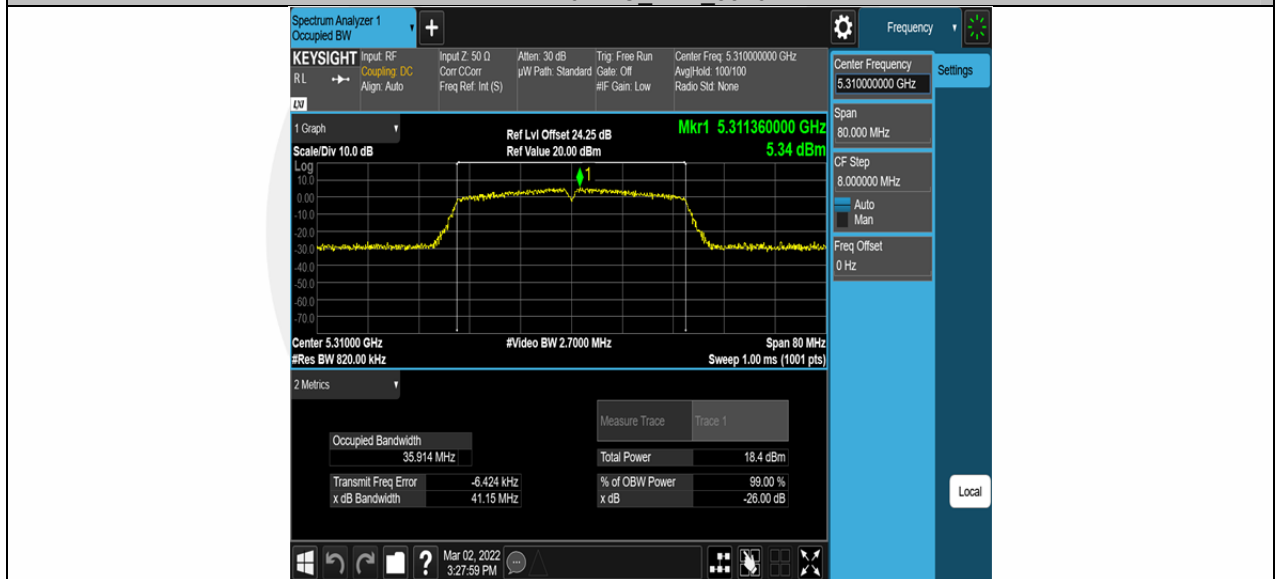 Spectrum Analyzer 1
Occupied BW
+
Frequency
KEYSIGHT
RL
LXI
Input: RF
Coupling: DC
Align: Auto
Input Z: 50 Ω
Corr CCorr
Freq Ref: Int (S)
Atten: 30 dB
µW Path: Standard
Trig: Free Run
Gate: Off
#IF Gain: Low
Center Freq: 5.310000000 GHz
Avg|Hold: 100/100
Radio Std: None
Center Frequency
5.310000000 GHz
Settings
Span
80.000 MHz
CF Step
8.000000 MHz
Auto
Man
Freq Offset
0 Hz
Local
1 Graph
Scale/Div 10.0 dB
Ref Lvl Offset 24.25 dB
Ref Value 20.00 dBm
Mkr1 5.311360000 GHz
5.34 dBm
Log
10.0
0.00
-10.0
-20.0
-30.0
-40.0
-50.0
-60.0
-70.0
1
Center 5.31000 GHz
#Video BW 2.7000 MHz
Span 80 MHz
#Res BW 820.00 kHz
Sweep 1.00 ms (1001 pts)
2 Metrics
Measure Trace
Trace 1
Occupied Bandwidth
35.914 MHz
Total Power
18.4 dBm
Transmit Freq Error
-6.424 kHz
% of OBW Power
99.00 %
x dB Bandwidth
41.15 MHz
x dB
-26.00 dB
?
Mar 02, 2022
3:27:59 PM